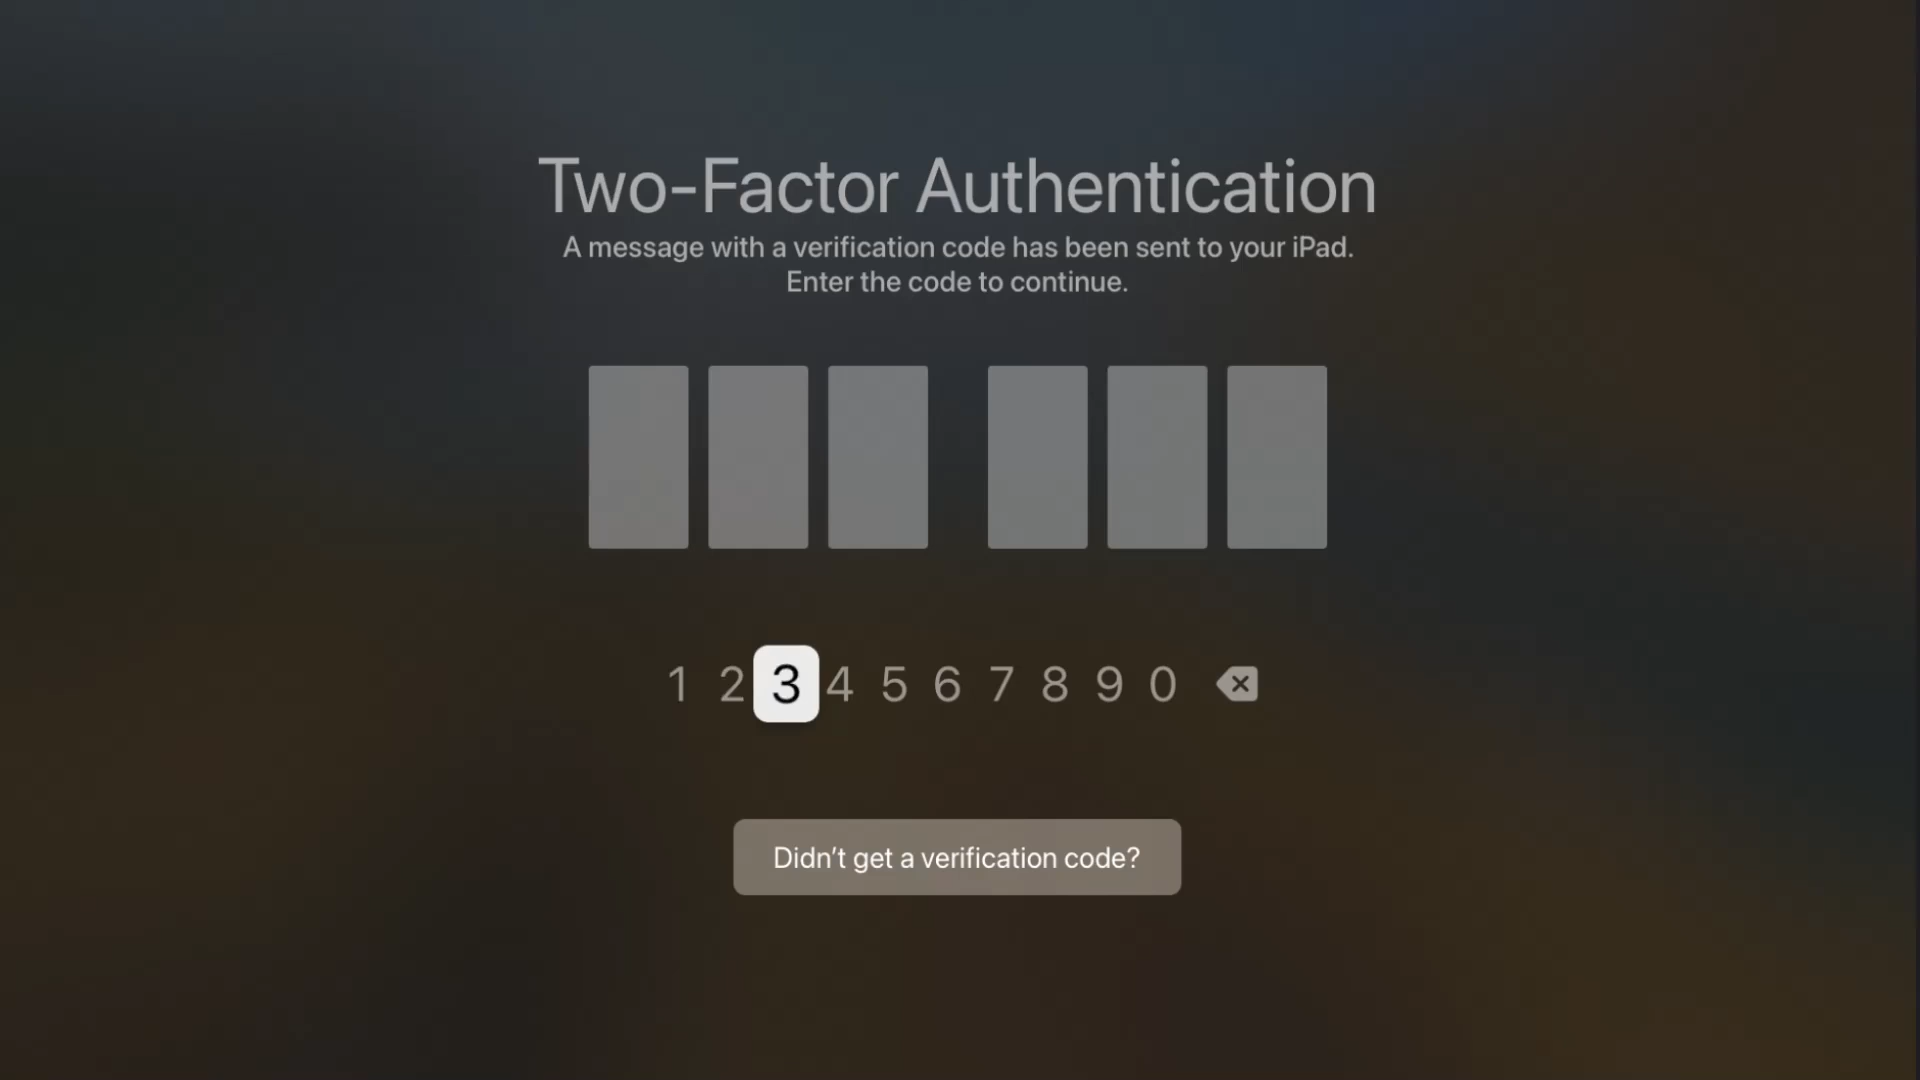 Two-Factor Authentication
A message with a verification code has been sent to your iPad.
Enter the code to continue.
1 2 3 4 5 6 7 8 9 0
Didn’t get a verification code?